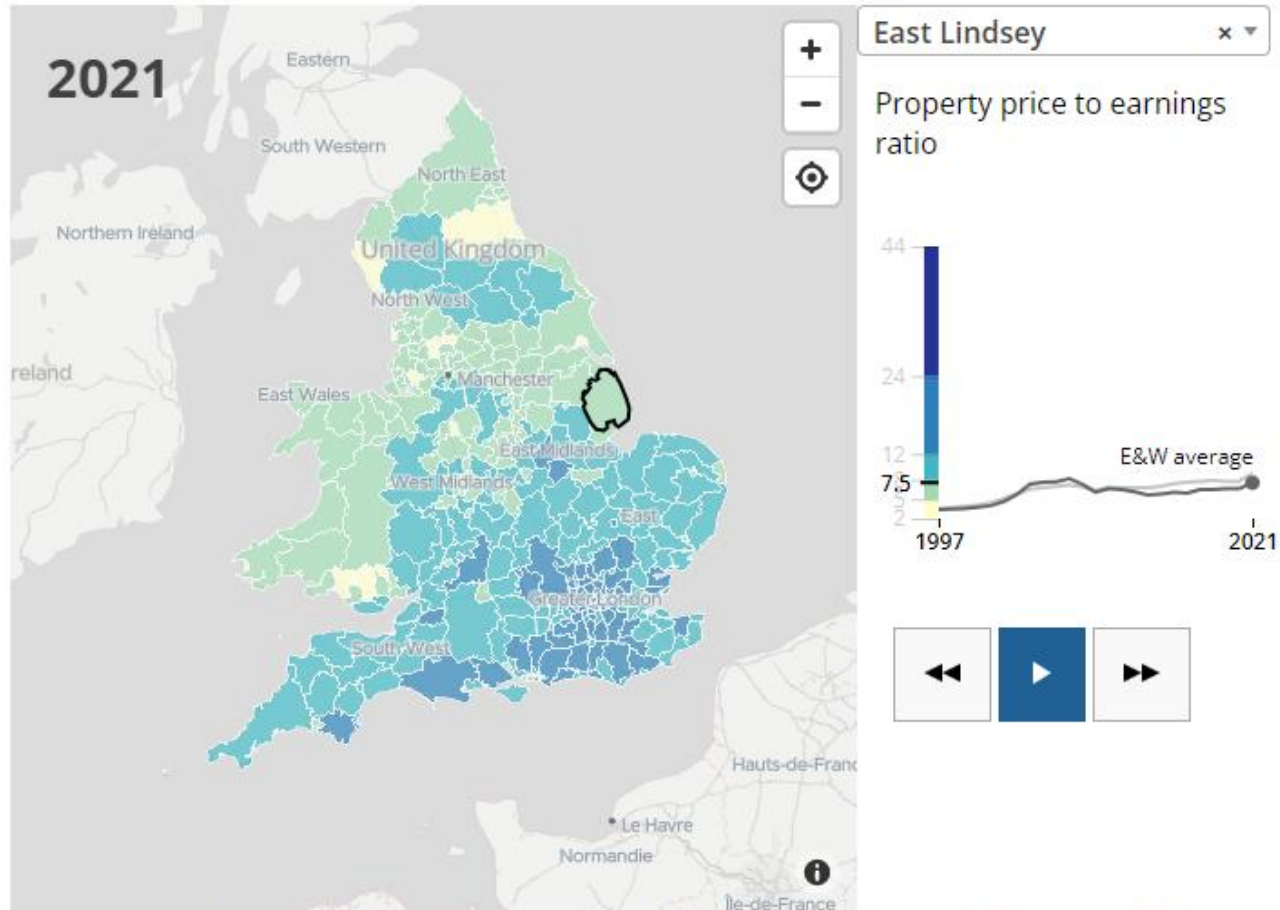 2021
Eastern
South Western
North East
Northern Ireland
United Kingdom
North West
reland
Manchester
East Wales
East Midlands
West Midlands
East
Greater London
South West
Hauts-de-Franc
Le Havre
Normandie
Île-de-France
+
−
East Lindsey
× ▼
Property price to earnings
ratio
44
24
12
7.5
5
2
E&W average
1997
2021